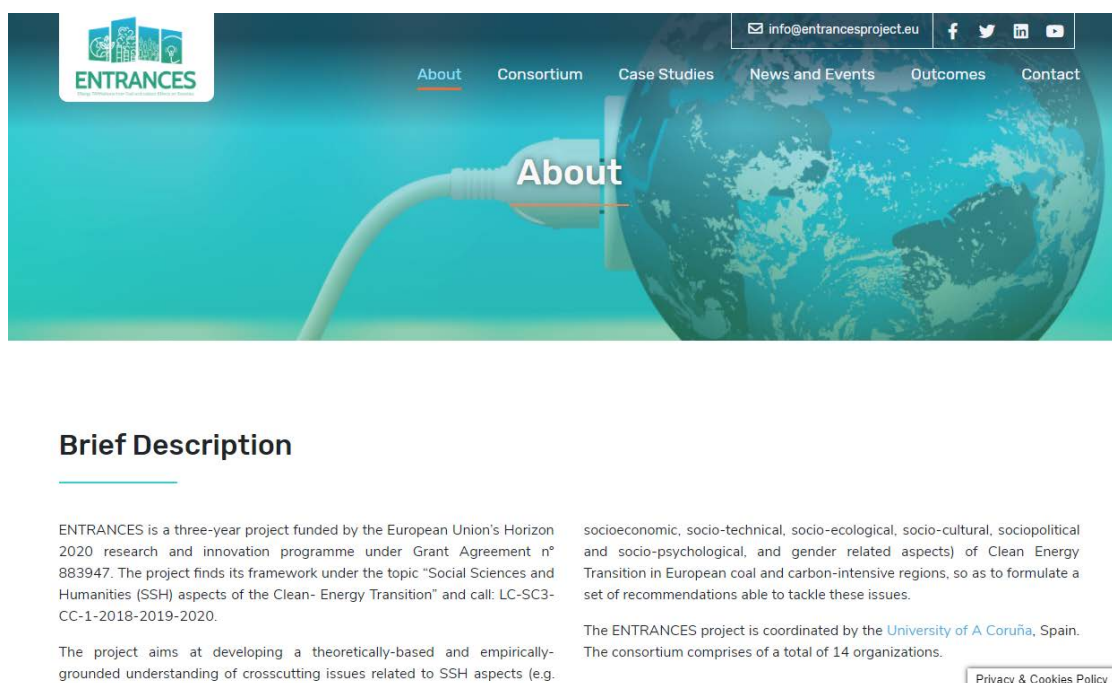 info@entrancesproject.eu
ENTRANCES
About Consortium Case Studies News and Events Outcomes Contact
About
Brief Description
ENTRANCES is a three-year project funded by the European Union's Horizon
2020 research and innovation programme under Grant Agreement n°
883947. The project finds its framework under the topic “Social Sciences and
Humanities (SSH) aspects of the Clean- Energy Transition” and call: LC-SC3-
CC-1-2018-2019-2020.
The project aims at developing a theoretically-based and empirically-
grounded understanding of crosscutting issues related to SSH aspects (e.g.
socioeconomic, socio-technical, socio-ecological, socio-cultural, sociopolitical
and socio-psychological, and gender related aspects) of Clean Energy
Transition in European coal and carbon-intensive regions, so as to formulate a
set of recommendations able to tackle these issues.
The ENTRANCES project is coordinated by the University of A Coruña, Spain.
The consortium comprises of a total of 14 organizations.
Privacy & Cookies Policy